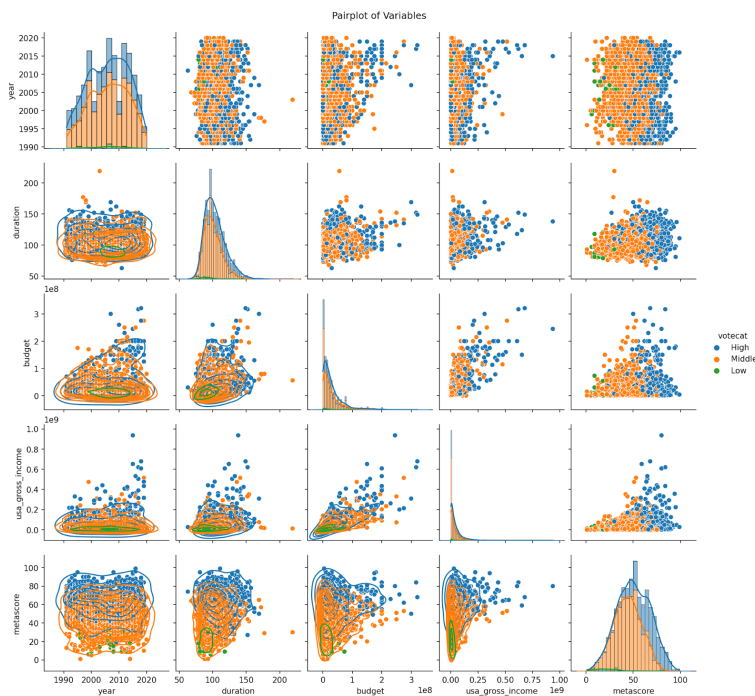 Pairplot of Variables
2020
2015
2010
2005
2000
1995
1990
year
200
150
100
50
duration
1e8
3
2
1
0
budget
votecat
High
Middle
Low
1e9
1.0
0.8
0.6
0.4
0.2
0.0
usa_gross_income
100
80
60
40
20
0
metascore
1990 2000 2010 2020
year
50 100 150 200
duration
0 1 2 3 4
1e8
budget
0.00 0.25 0.50 0.75 1.00
1e9
usa_gross_income
0 50 100
metascore